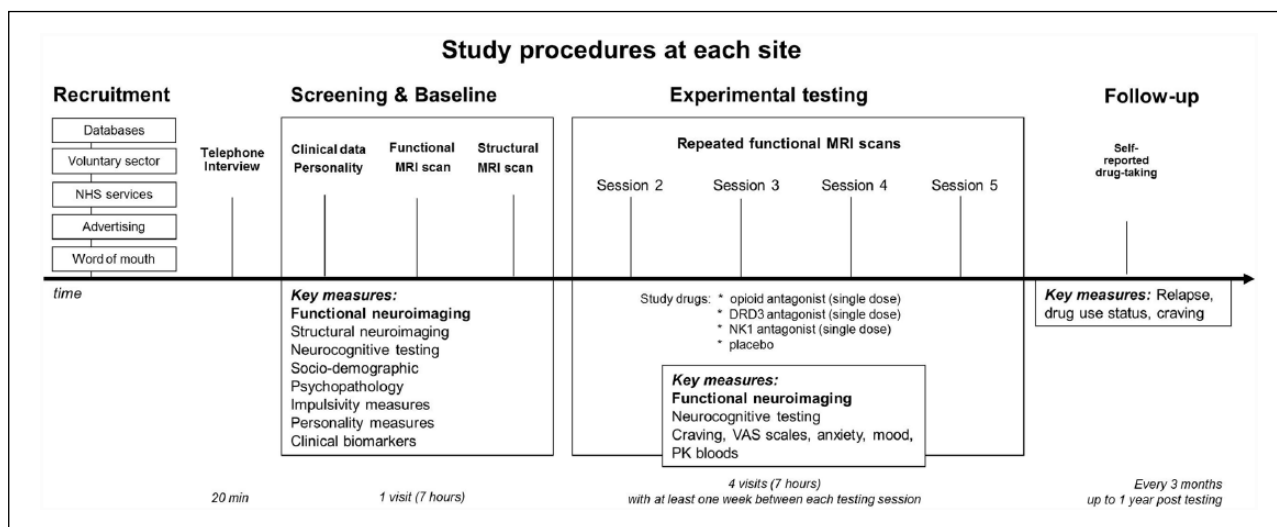 Study procedures at each site
Recruitment
Databases
Voluntary sector
NHS services
Advertising
Word of mouth
Telephone
Interview
Screening & Baseline
Clinical data
Personality
Functional
MRI scan
Structural
MRI scan
Experimental testing
Repeated functional MRI scans
Session 2
Session 3
Session 4
Session 5
Follow-up
Self-
reported
drug-taking
time
Key measures:
Functional neuroimaging
Structural neuroimaging
Neurocognitive testing
Socio-demographic
Psychopathology
Impulsivity measures
Personality measures
Clinical biomarkers
Study drugs: * opioid antagonist (single dose)
* DRD3 antagonist (single dose)
* NK1 antagonist (single dose)
* placebo
Key measures:
Functional neuroimaging
Neurocognitive testing
Craving, VAS scales, anxiety, mood,
PK bloods
Key measures: Relapse,
drug use status, craving
20 min
1 visit (7 hours)
4 visits (7 hours)
with at least one week between each testing session
Every 3 months
up to 1 year post testing